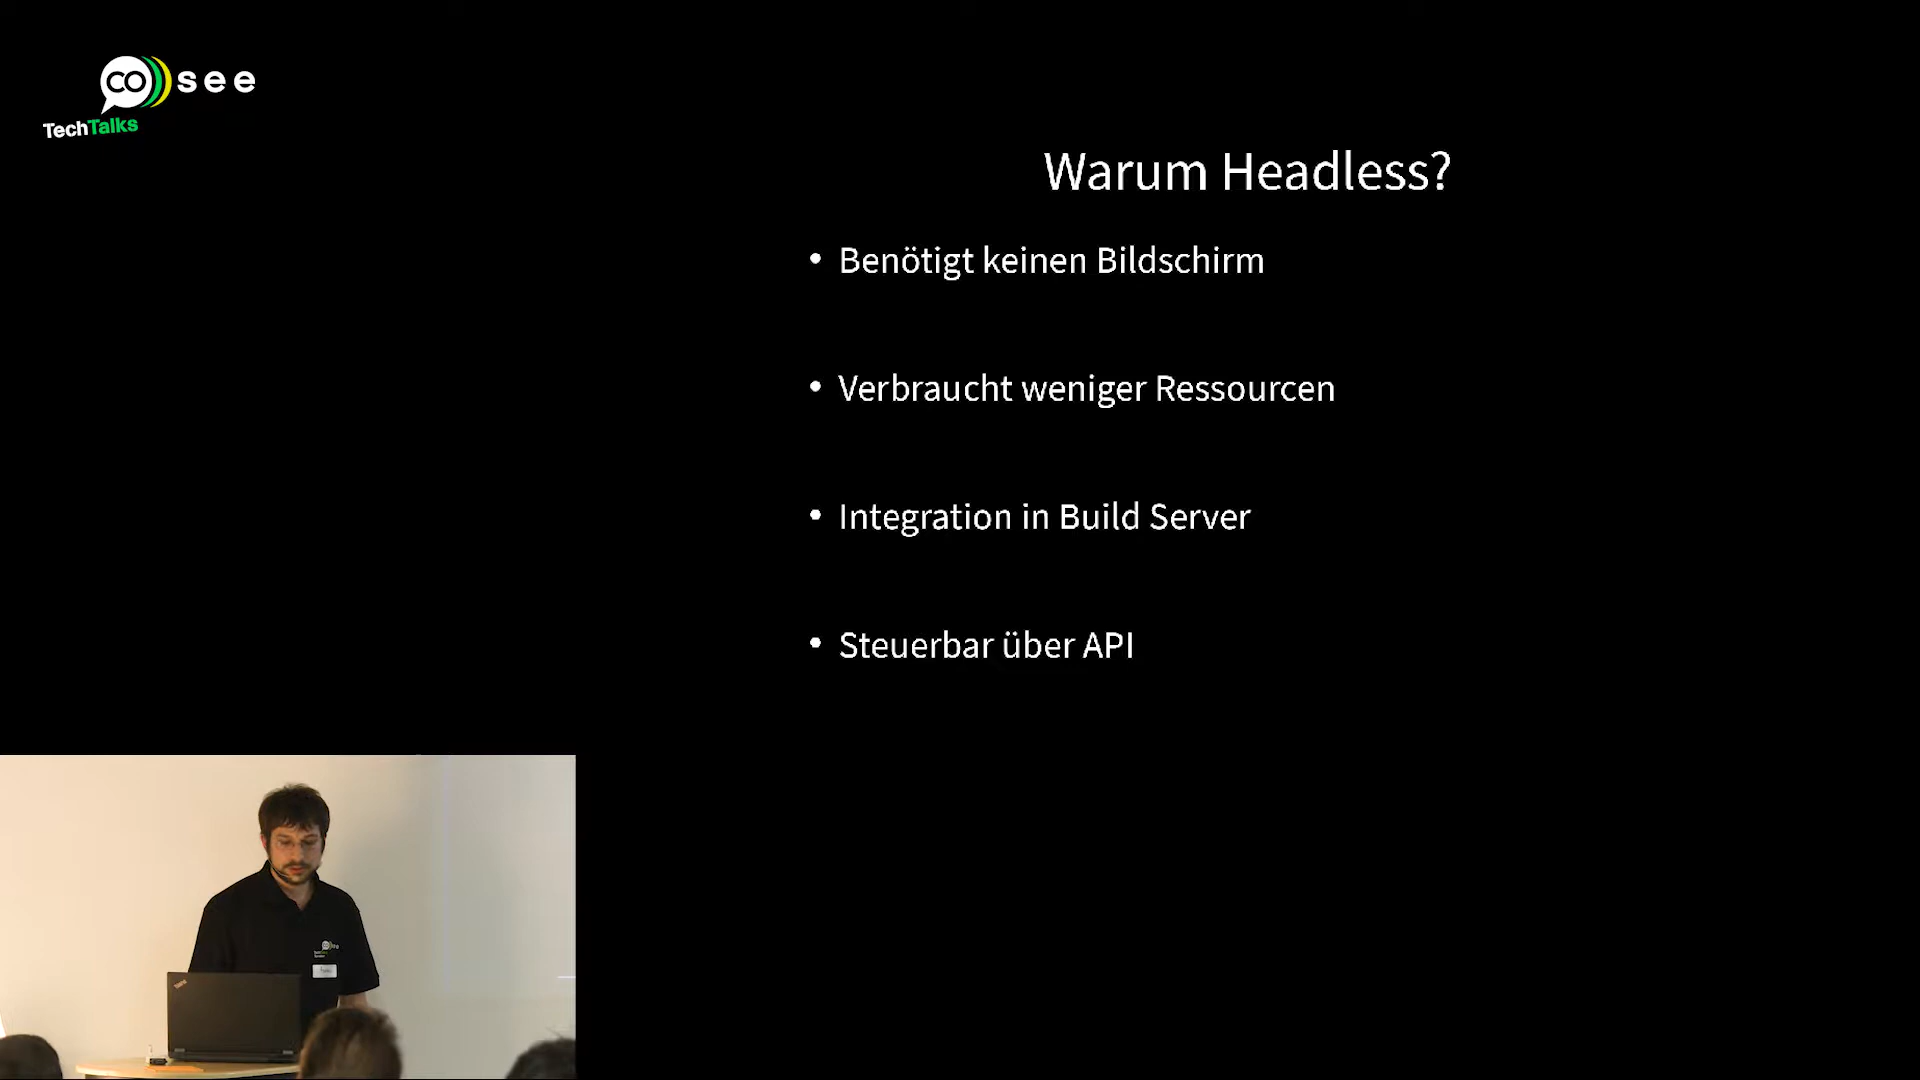 co see
TechTalks
Warum Headless?
• Benötigt keinen Bildschirm
• Verbraucht weniger Ressourcen
• Integration in Build Server
• Steuerbar über API